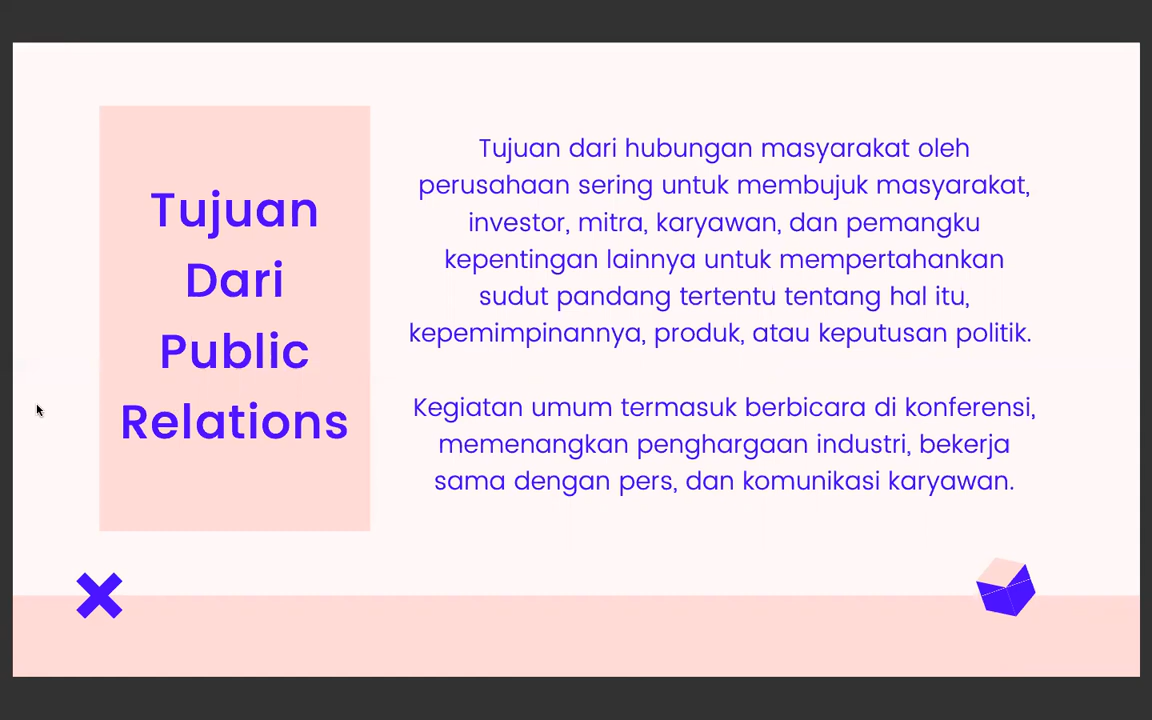 Tujuan
Dari
Public
Relations
Tujuan dari hubungan masyarakat oleh
perusahaan sering untuk membujuk masyarakat,
investor, mitra, karyawan, dan pemangku
kepentingan lainnya untuk mempertahankan
sudut pandang tertentu tentang hal itu,
kepemimpinannya, produk, atau keputusan politik.
Kegiatan umum termasuk berbicara di konferensi,
memenangkan penghargaan industri, bekerja
sama dengan pers, dan komunikasi karyawan.